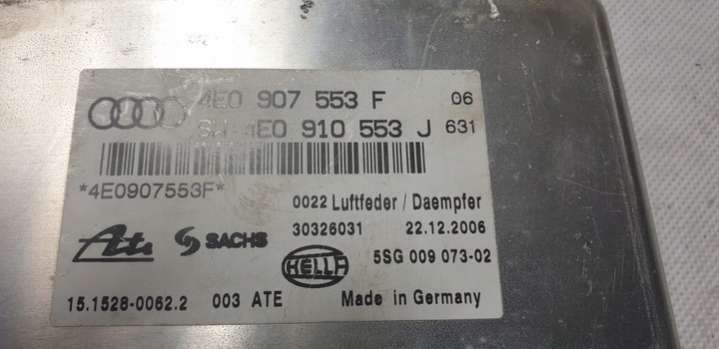 4E0 907 553 F 06
SW 4E0 910 553 J 631
*4E0907553F*
0022 Luftfeder / Daempfer
30326031 22.12.2006
Ate SACHS HELLA 5SG 009 073-02
15.1528-0062.2 003 ATE Made in Germany